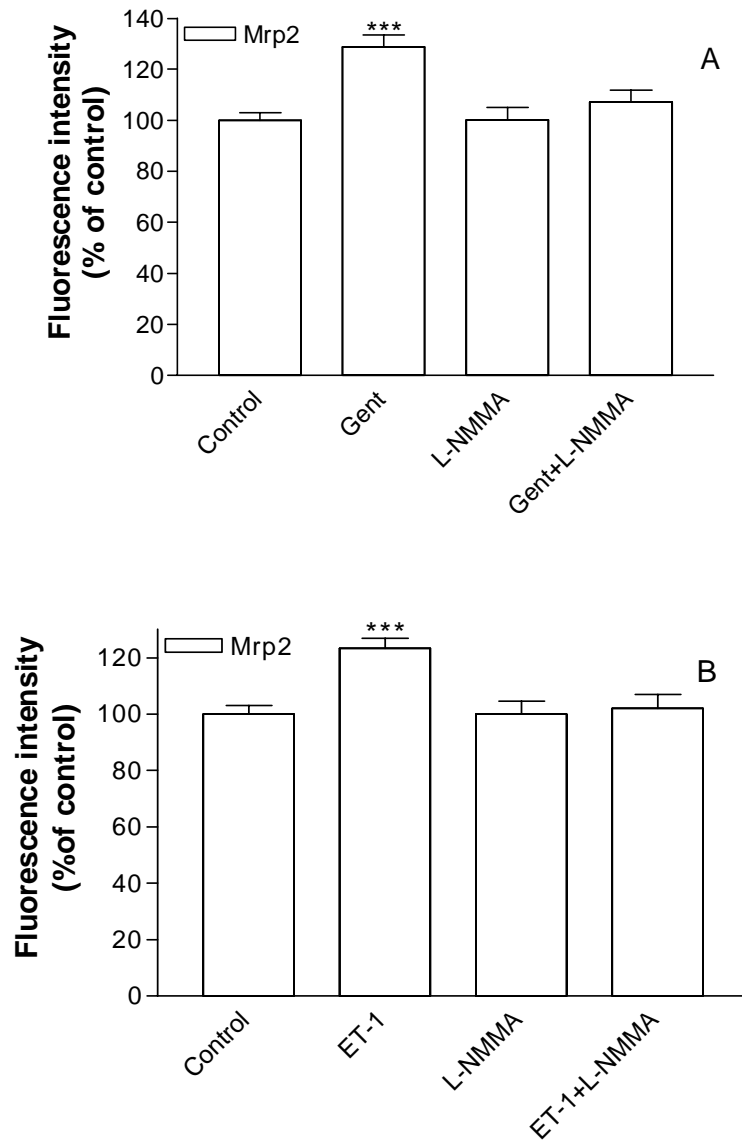 140
120
100
80
60
40
20
0
Fluorescence intensity
(% of control)
Mrp2
***
A
Control
Gent
L-NMMA
Gent+L-NMMA
120
100
80
60
40
20
0
Fluorescence intensity
(%of control)
Mrp2
***
B
Control
ET-1
L-NMMA
ET-1+L-NMMA